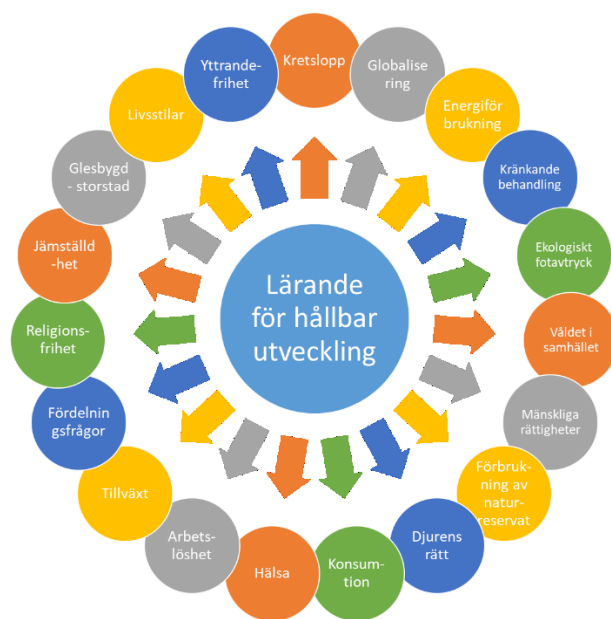 Lärande
för hållbar
utveckling
Kretslopp
Globalise
ring
Energiför
brukning
Kränkande
behandling
Ekologiskt
fotavtryck
Våldet i
samhället
Mänskliga
rättigheter
Förbruk-
ning av
natur-
reservat
Djurens
rätt
Konsum-
tion
Hälsa
Arbets-
löshet
Tillväxt
Fördelnin
gsfrågor
Religions-
frihet
Jämställd
-het
Glesbygd
- storstad
Livsstilar
Yttrande-
frihet